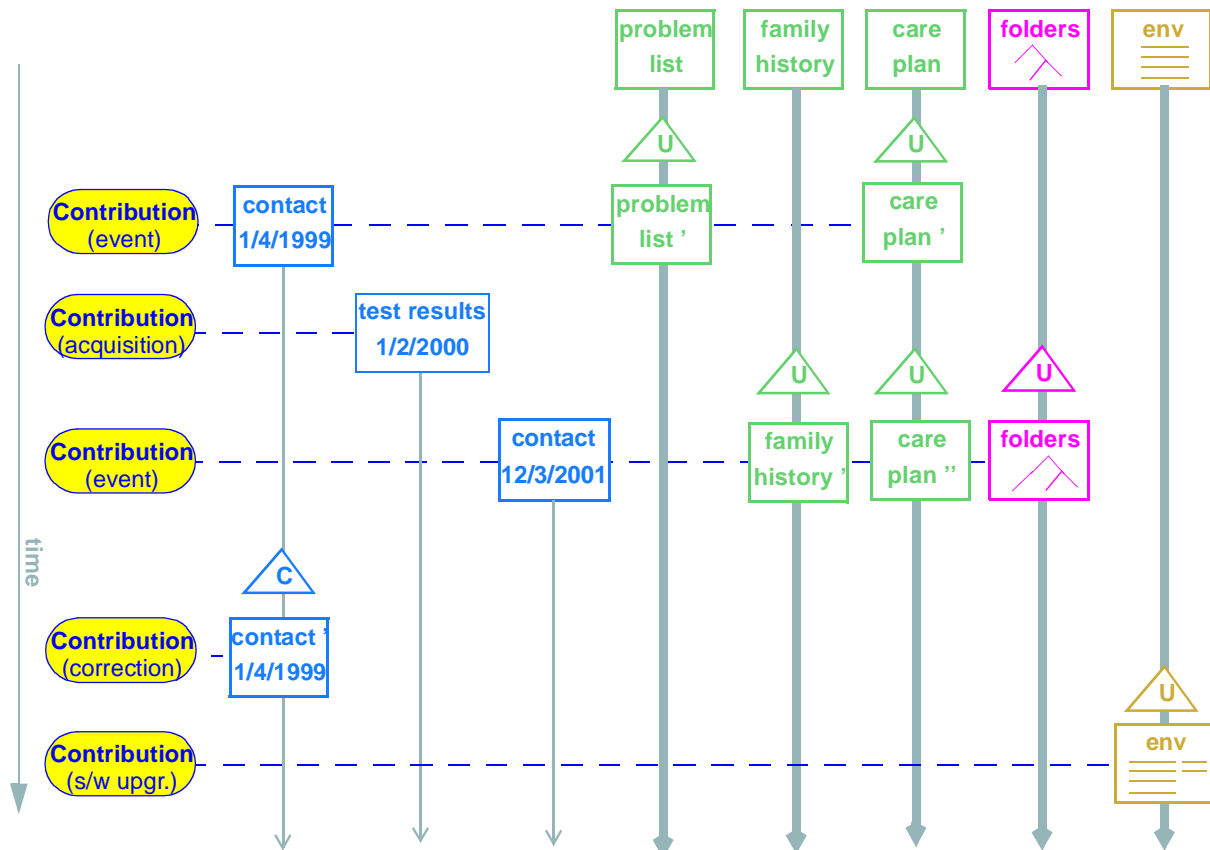 problem
list
family
history
care
plan
folders
env
U
U
Contribution
(event)
contact
1/4/1999
problem
list ’
care
plan ’
Contribution
(acquisition)
test results
1/2/2000
U
U
U
Contribution
(event)
contact
12/3/2001
family
history ’
care
plan ’’
folders
time
C
Contribution
(correction)
contact ’
1/4/1999
U
Contribution
(s/w upgr.)
env